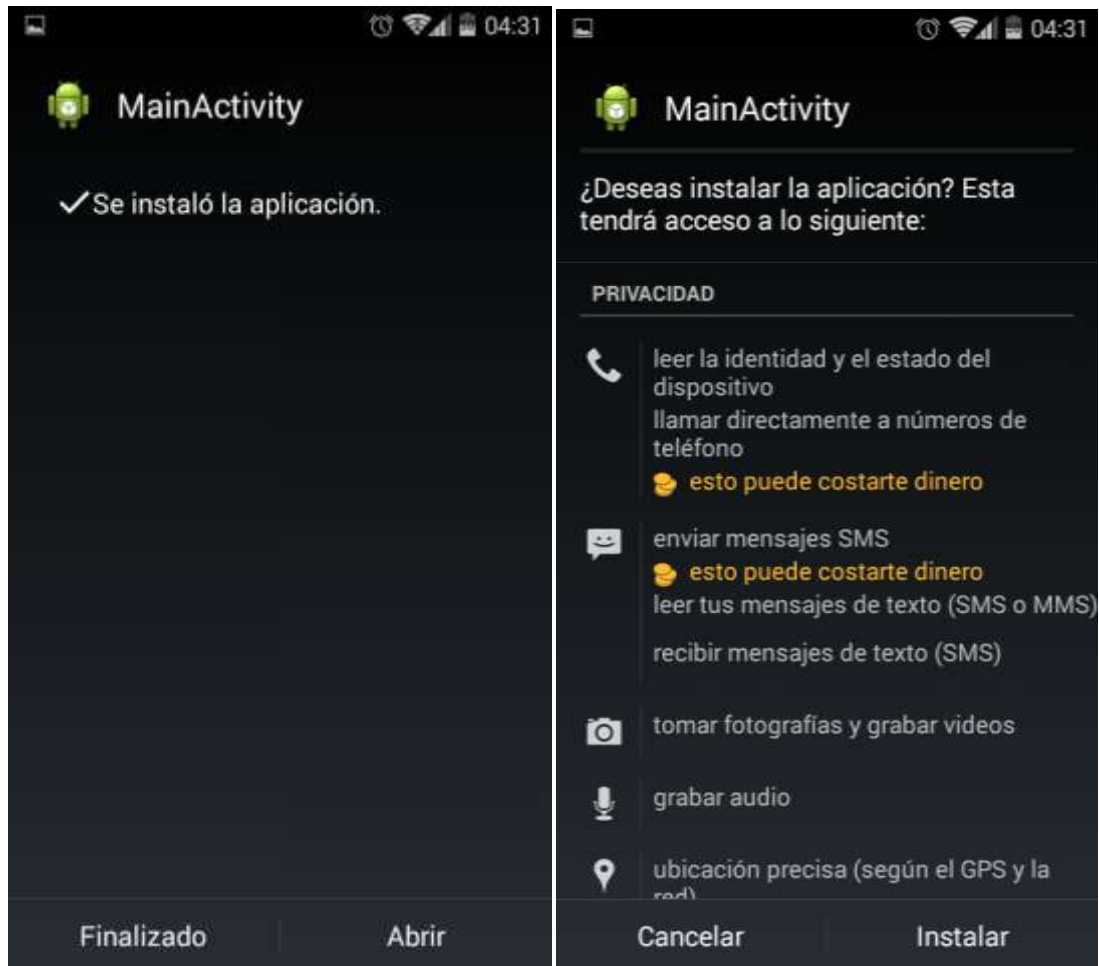 04:31
MainActivity
Se instaló la aplicación.
Finalizado
Abrir
04:31
MainActivity
¿Deseas instalar la aplicación? Esta
tendrá acceso a lo siguiente:
PRIVACIDAD
leer la identidad y el estado del
dispositivo
llamar directamente a números de
teléfono
esto puede costarte dinero
enviar mensajes SMS
esto puede costarte dinero
leer tus mensajes de texto (SMS o MMS)
recibir mensajes de texto (SMS)
tomar fotografías y grabar videos
grabar audio
ubicación precisa (según el GPS y la
red)
Cancelar
Instalar